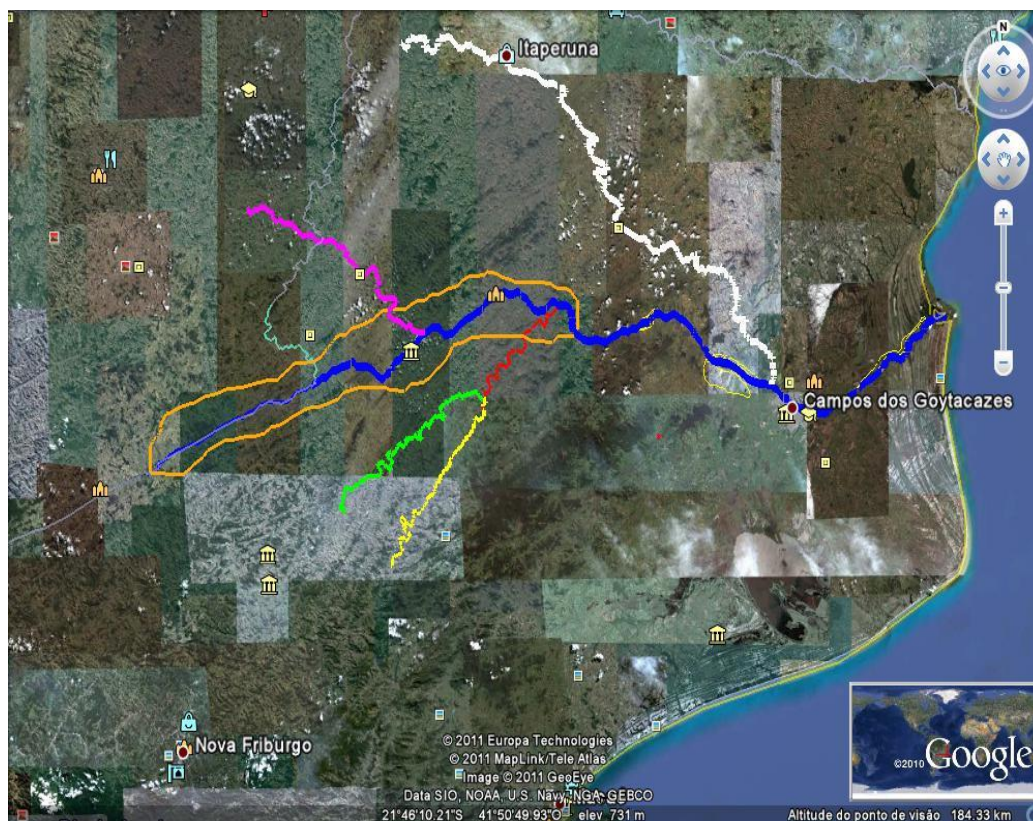 N
Itaperuna
Campos dos Goytacazes
Nova Friburgo
© 2011 Europa Technologies
© 2011 MapLink/Tele Atlas
Image © 2011 GeoEye
Data SIO, NOAA, U.S. Navy, NGA, GEBCO
©2010 Google
21°46'10.21"S 41°50'49.93"O elev 731 m
Altitude do ponto de visão 184.33 km